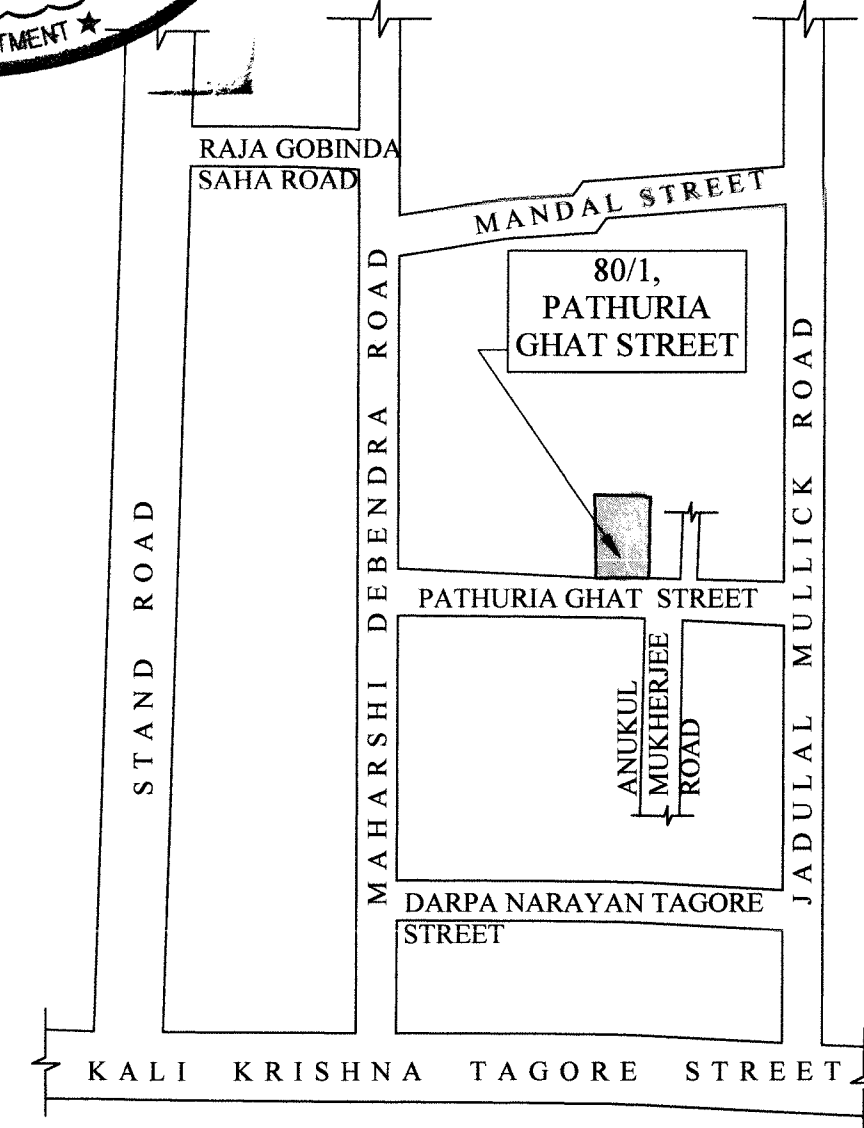 TMENT ★
RAJA GOBINDA
SAHA ROAD
MANDAL STREET
80/1,
PATHURIA
GHAT STREET
STAND ROAD
MAHARSHI DEBENDRA ROAD
JADULAL MULLICK ROAD
PATHURIA GHAT STREET
ANUKUL
MUKHERJEE
ROAD
DARPA NARAYAN TAGORE
STREET
KALI KRISHNA TAGORE STREET